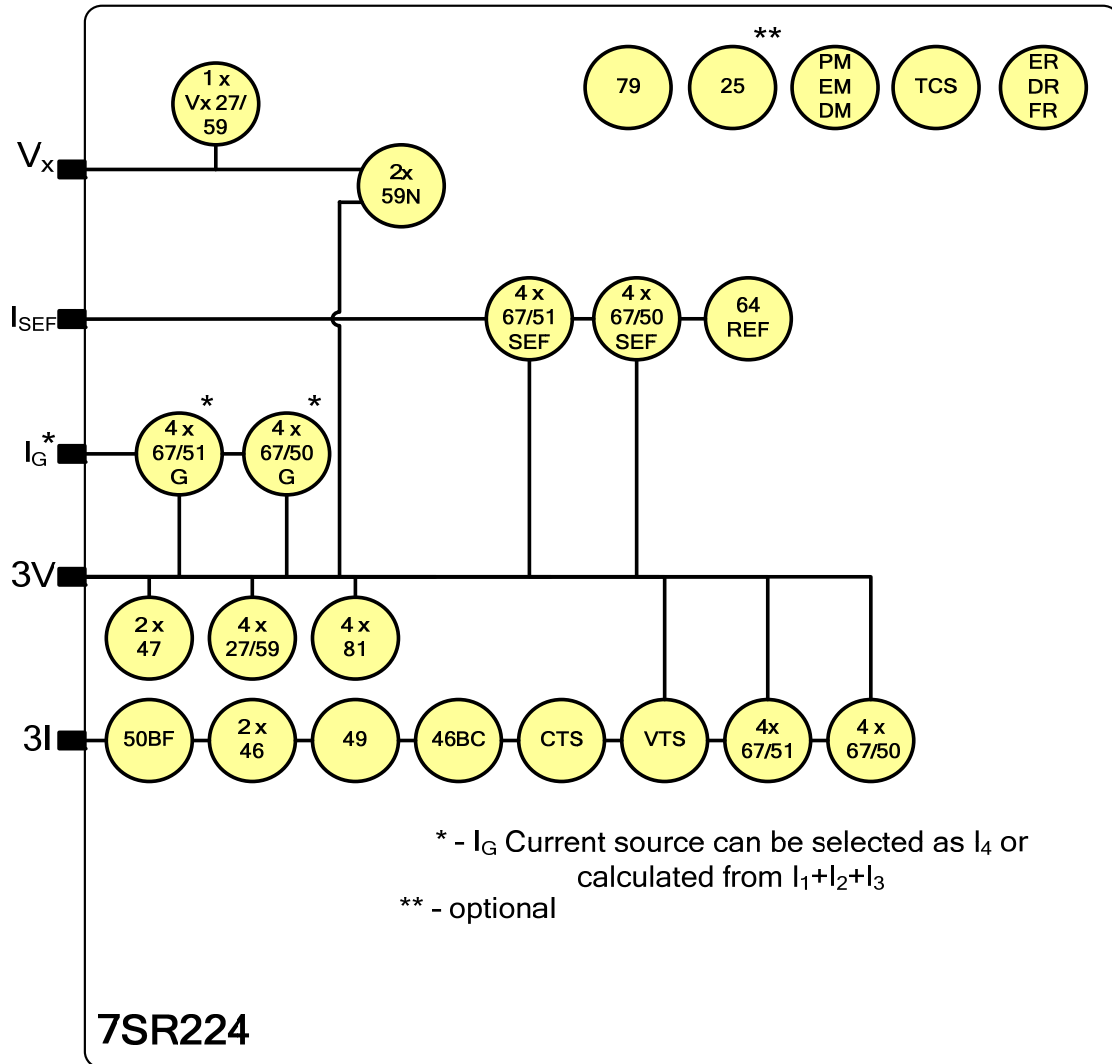 **
1 x
Vx 27/
59
79
25
PM
EM
DM
TCS
ER
DR
FR
Vx
2x
59N
ISEF
4 x
67/51
SEF
4 x
67/50
SEF
64
REF
*
*
IG*
4 x
67/51
G
4 x
67/50
G
3V
2 x
47
4 x
27/59
4 x
81
3I
50BF
2 x
46
49
46BC
CTS
VTS
4x
67/51
4 x
67/50
* - IG Current source can be selected as I4 or
calculated from I1+I2+I3
** - optional
7SR224